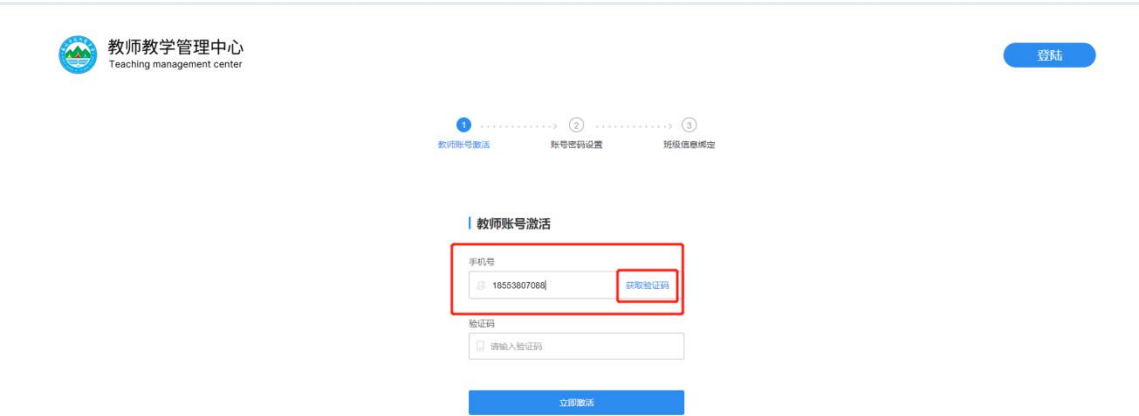 教师教学管理中心
Teaching management center
登陆
1 2 3
教师账号激活 账号密码设置 班级信息绑定
教师账号激活
手机号
18553807088 获取验证码
验证码
请输入验证码
立即激活